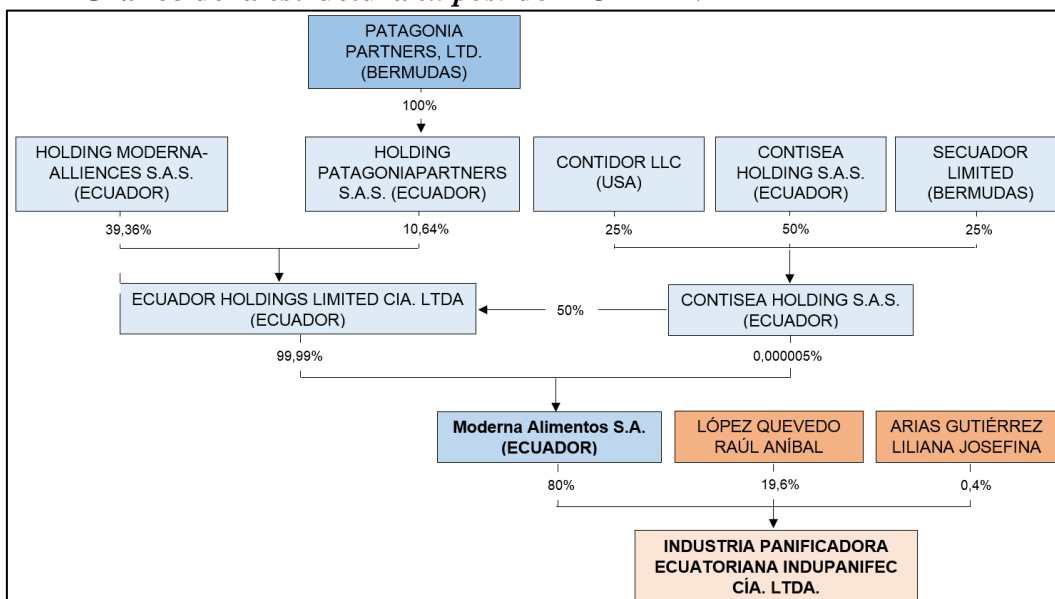 PATAGONIA
PARTNERS, LTD.
(BERMUDAS)
100%
HOLDING MODERNA-
ALLIENCES S.A.S.
(ECUADOR)
HOLDING
PATAGONIAPARTNERS
S.A.S. (ECUADOR)
CONTIDOR LLC
(USA)
CONTISEA
HOLDING S.A.S.
(ECUADOR)
SECUADOR
LIMITED
(BERMUDAS)
39,36%
10,64%
25%
50%
25%
ECUADOR HOLDINGS LIMITED CIA. LTDA
(ECUADOR)
50%
CONTISEA HOLDING S.A.S.
(ECUADOR)
99,99%
0,000005%
Moderna Alimentos S.A.
(ECUADOR)
LÓPEZ QUEVEDO
RAÚL ANÍBAL
ARIAS GUTIÉRREZ
LILIANA JOSEFINA
80%
19,6%
0,4%
INDUSTRIA PANIFICADORA
ECUATORIANA INDUPANIFEC
CÍA. LTDA.